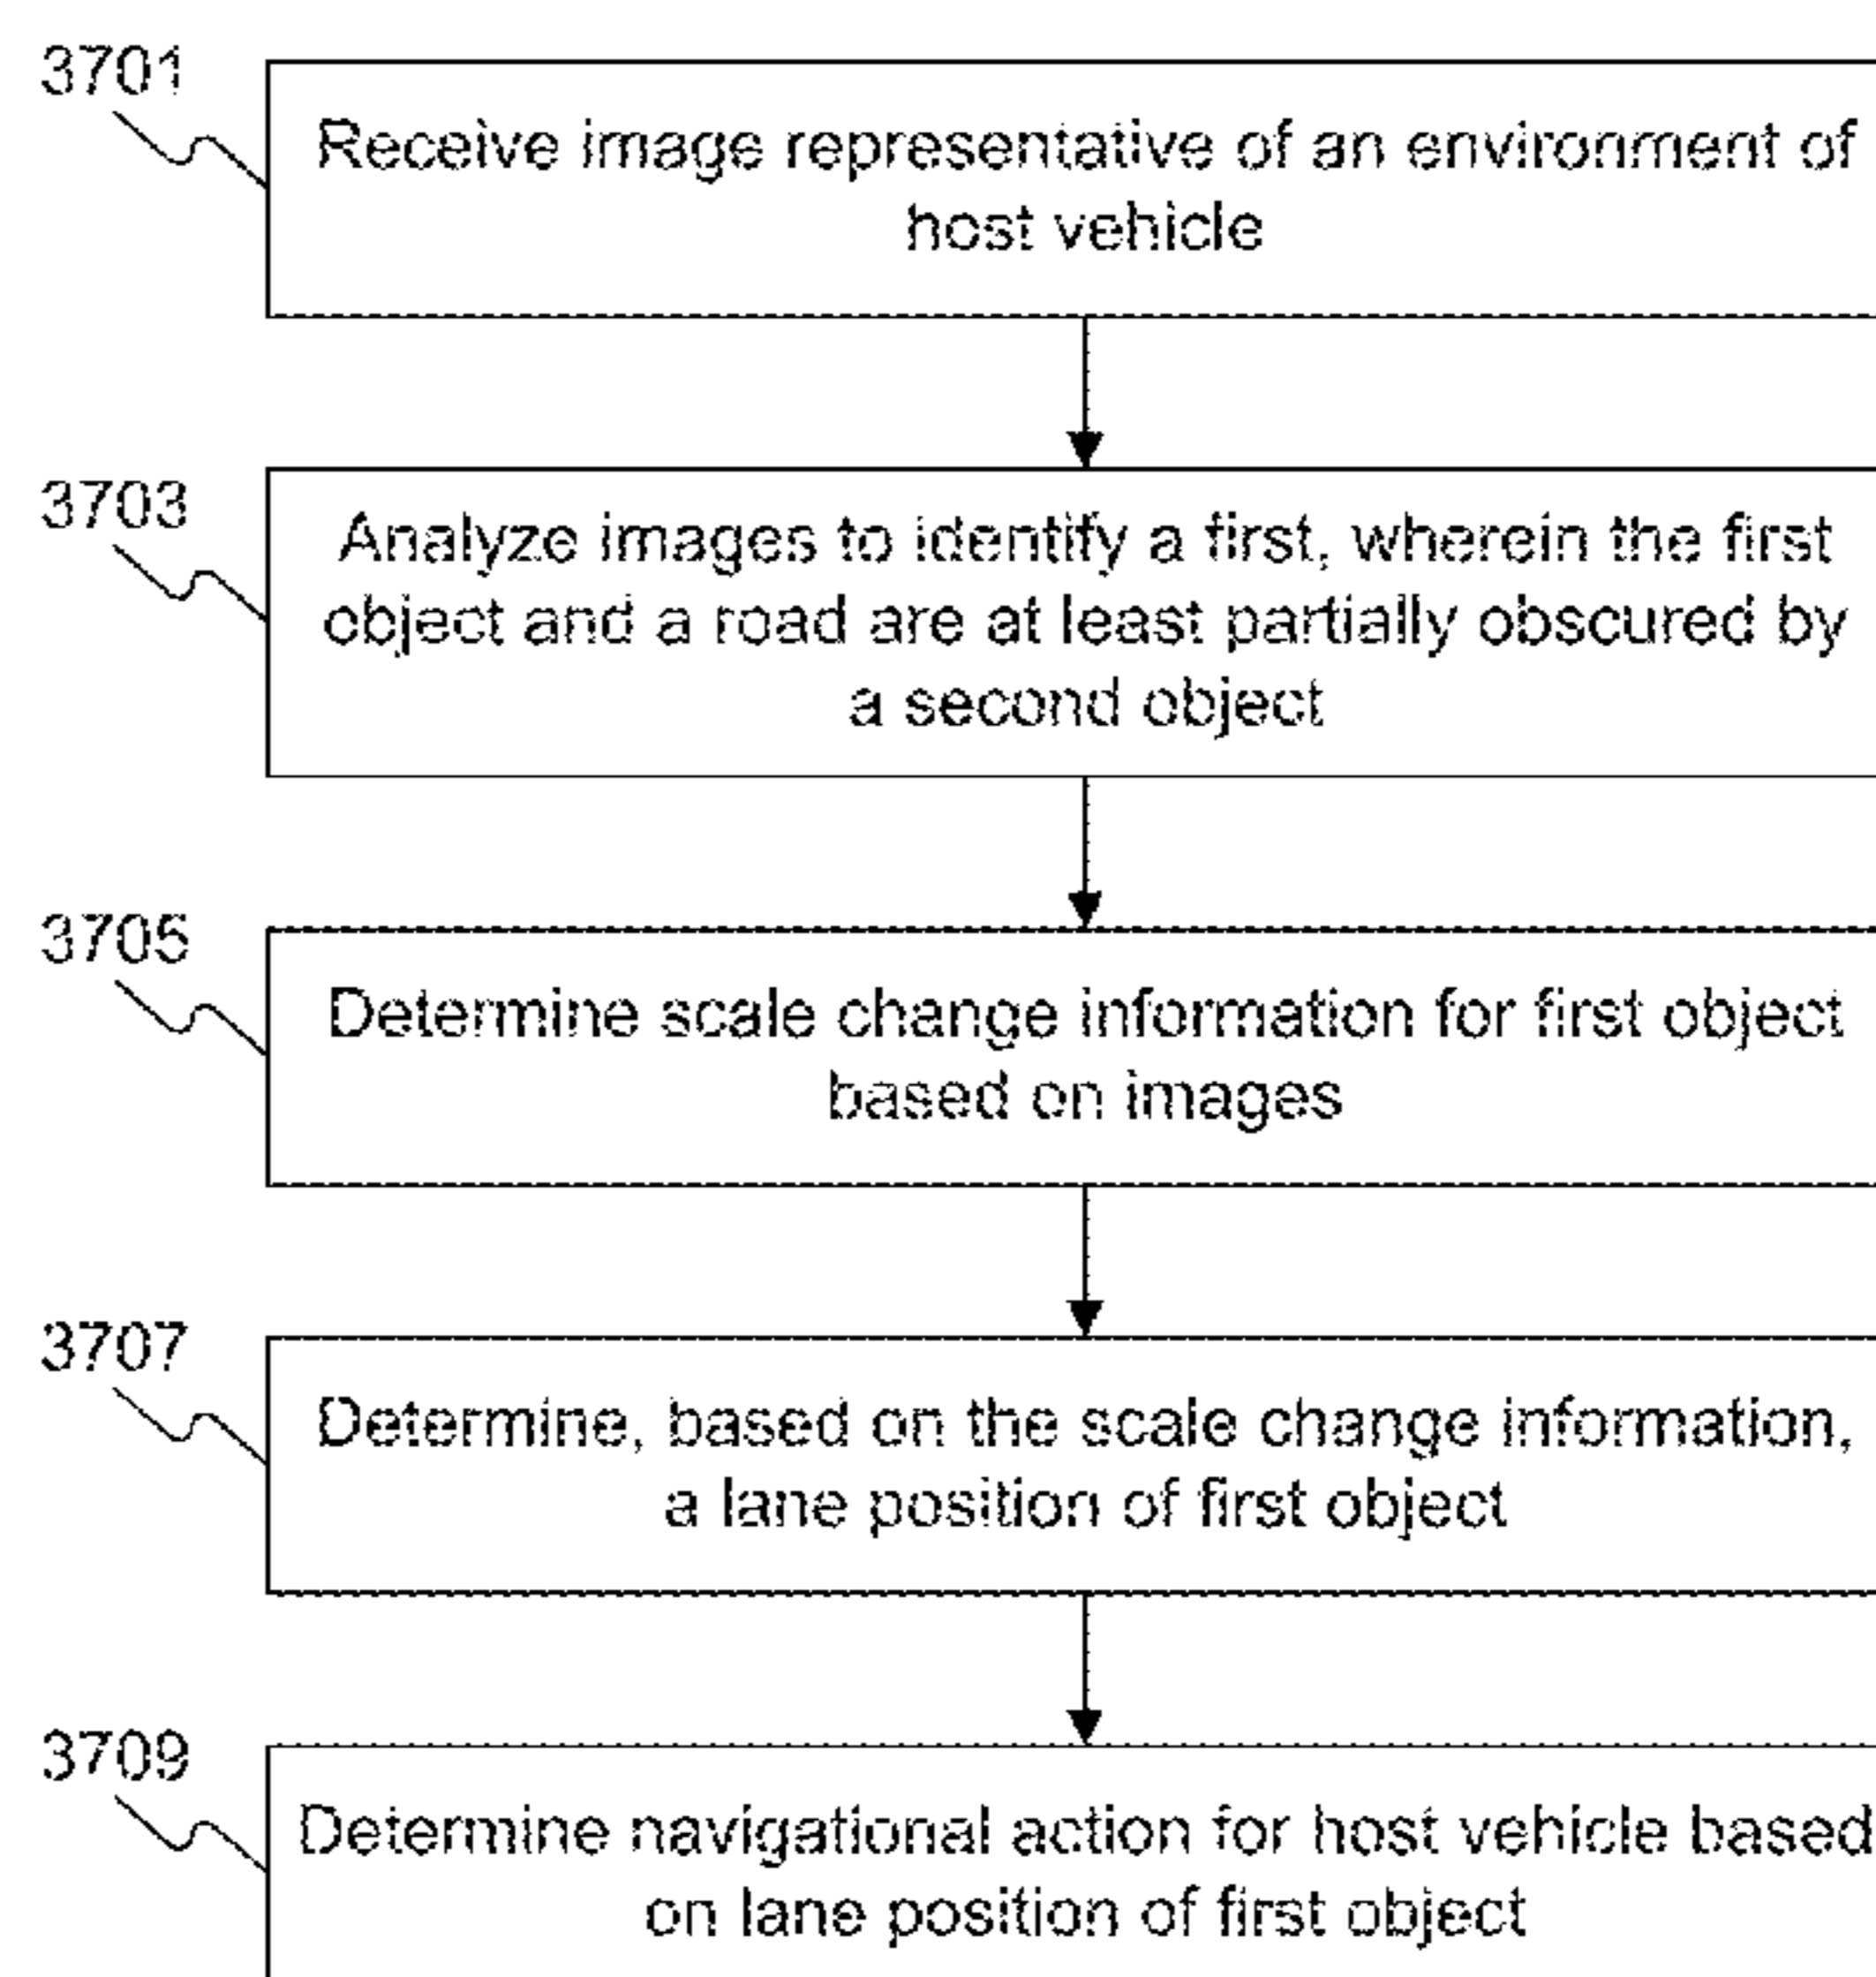 3701
Receive image representative of an environment of
host vehicle
3703
Analyze images to identify a first, wherein the first
object and a road are at least partially obscured by
a second object
3705
Determine scale change information for first object
based on images
3707
Determine, based on the scale change information,
a lane position of first object
3709
Determine navigational action for host vehicle based
on lane position of first object